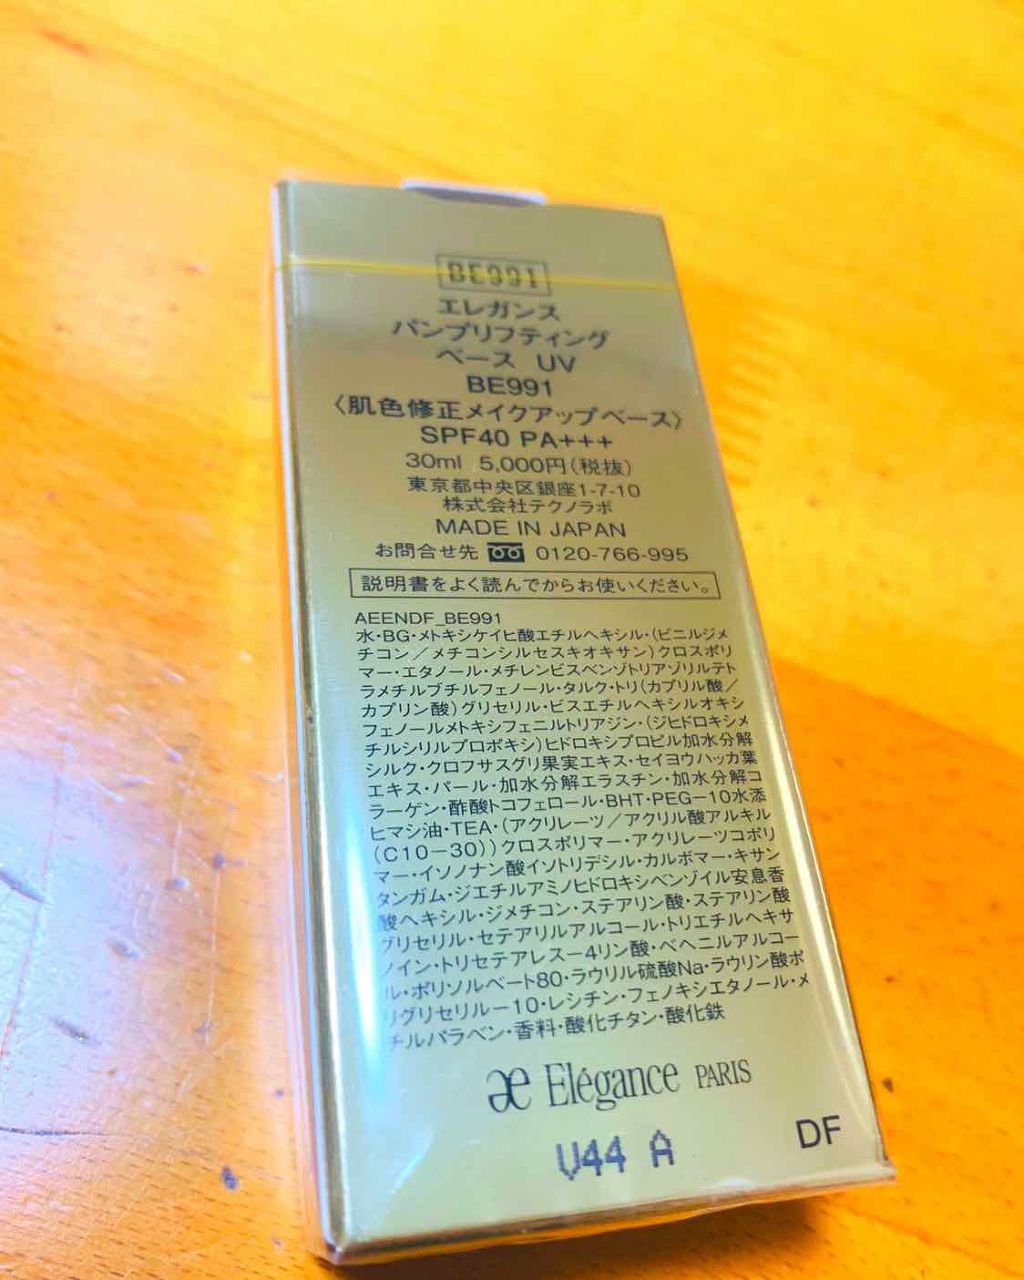 BE991
エレガンス
パンプリフティング
ベース UV
BE991
〈肌色修正メイクアップベース〉
SPF40 PA+++
30ml 5,000円(税抜)
東京都中央区銀座1-7-10
株式会社テクノラボ
MADE IN JAPAN
お問合せ先 0120-766-995
説明書をよく読んでからお使いください。
AEENDF_BE991
水・BG・メトキシケイヒ酸エチルヘキシル・(ビニルジメ
チコン/メチコンシルセスキオキサン)クロスポリ
マー・エタノール・メチレンビスベンゾトリアゾリルテト
ラメチルブチルフェノール・タルク・トリ(カプリル酸/
カプリン酸)グリセリル・ビスエチルヘキシルオキシ
フェノールメトキシフェニルトリアジン・(ジヒドロキシメ
チルシリルプロポキシ)ヒドロキシプロピル加水分解
シルク・クロフサスグリ果実エキス・セイヨウハッカ葉
エキス・パール・加水分解エラスチン・加水分解コ
ラーゲン・酢酸トコフェロール・BHT・PEG-10水添
ヒマシ油・TEA・(アクリレーツ/アクリル酸アルキル
(C10-30))クロスポリマー・アクリレーツコポリ
マー・イソノナン酸イソトリデシル・カルボマー・キサン
タンガム・ジエチルアミノヒドロキシベンゾイル安息香
酸ヘキシル・ジメチコン・ステアリン酸・ステアリン酸
グリセリル・セテアリルアルコール・トリエチルヘキサ
ノイン・トリセテアレス-4リン酸・ベヘニルアルコー
ル・ポリソルベート80・ラウリル硫酸Na・ラウリン酸ポ
リグリセリル-10・レシチン・フェノキシエタノール・メ
チルパラベン・香料・酸化チタン・酸化鉄
æ Elégance PARIS
V44 A
DF